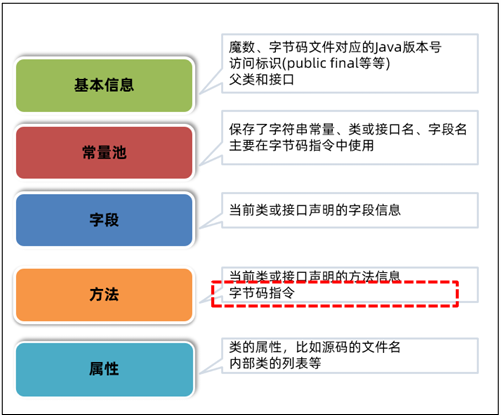 基本信息
魔数、字节码文件对应的Java版本号
访问标识(public final等等)
父类和接口
常量池
保存了字符串常量、类或接口名、字段名
主要在字节码指令中使用
字段
当前类或接口声明的字段信息
方法
当前类或接口声明的方法信息
字节码指令
属性
类的属性，比如源码的文件名
内部类的列表等